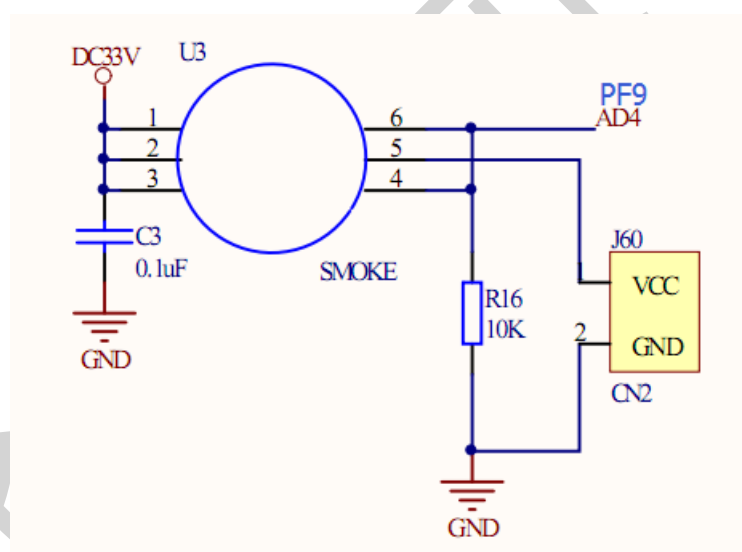 DC33V
U3
PF9
AD4
1
6
2
5
3
4
C3
0.1uF
SMOKE
J60
R16
10K
VCC
2
GND
GND
CN2
GND